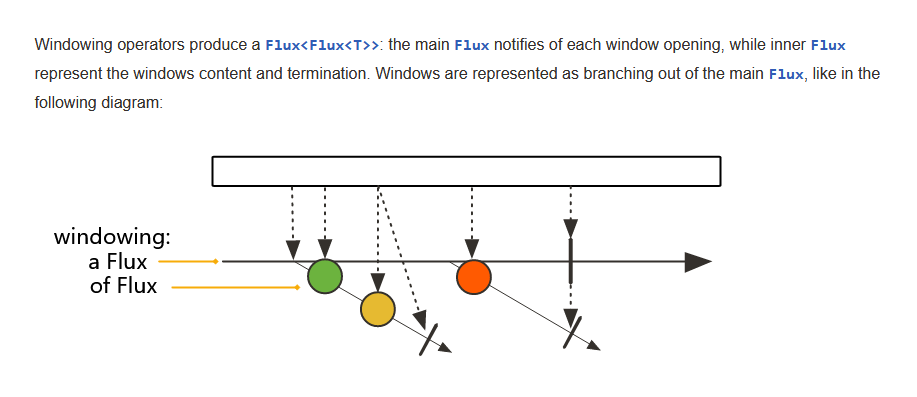 Windowing operators produce a Flux<Flux<T>>: the main Flux notifies of each window opening, while inner Flux
represent the windows content and termination. Windows are represented as branching out of the main Flux, like in the
following diagram:
windowing:
a Flux
of Flux